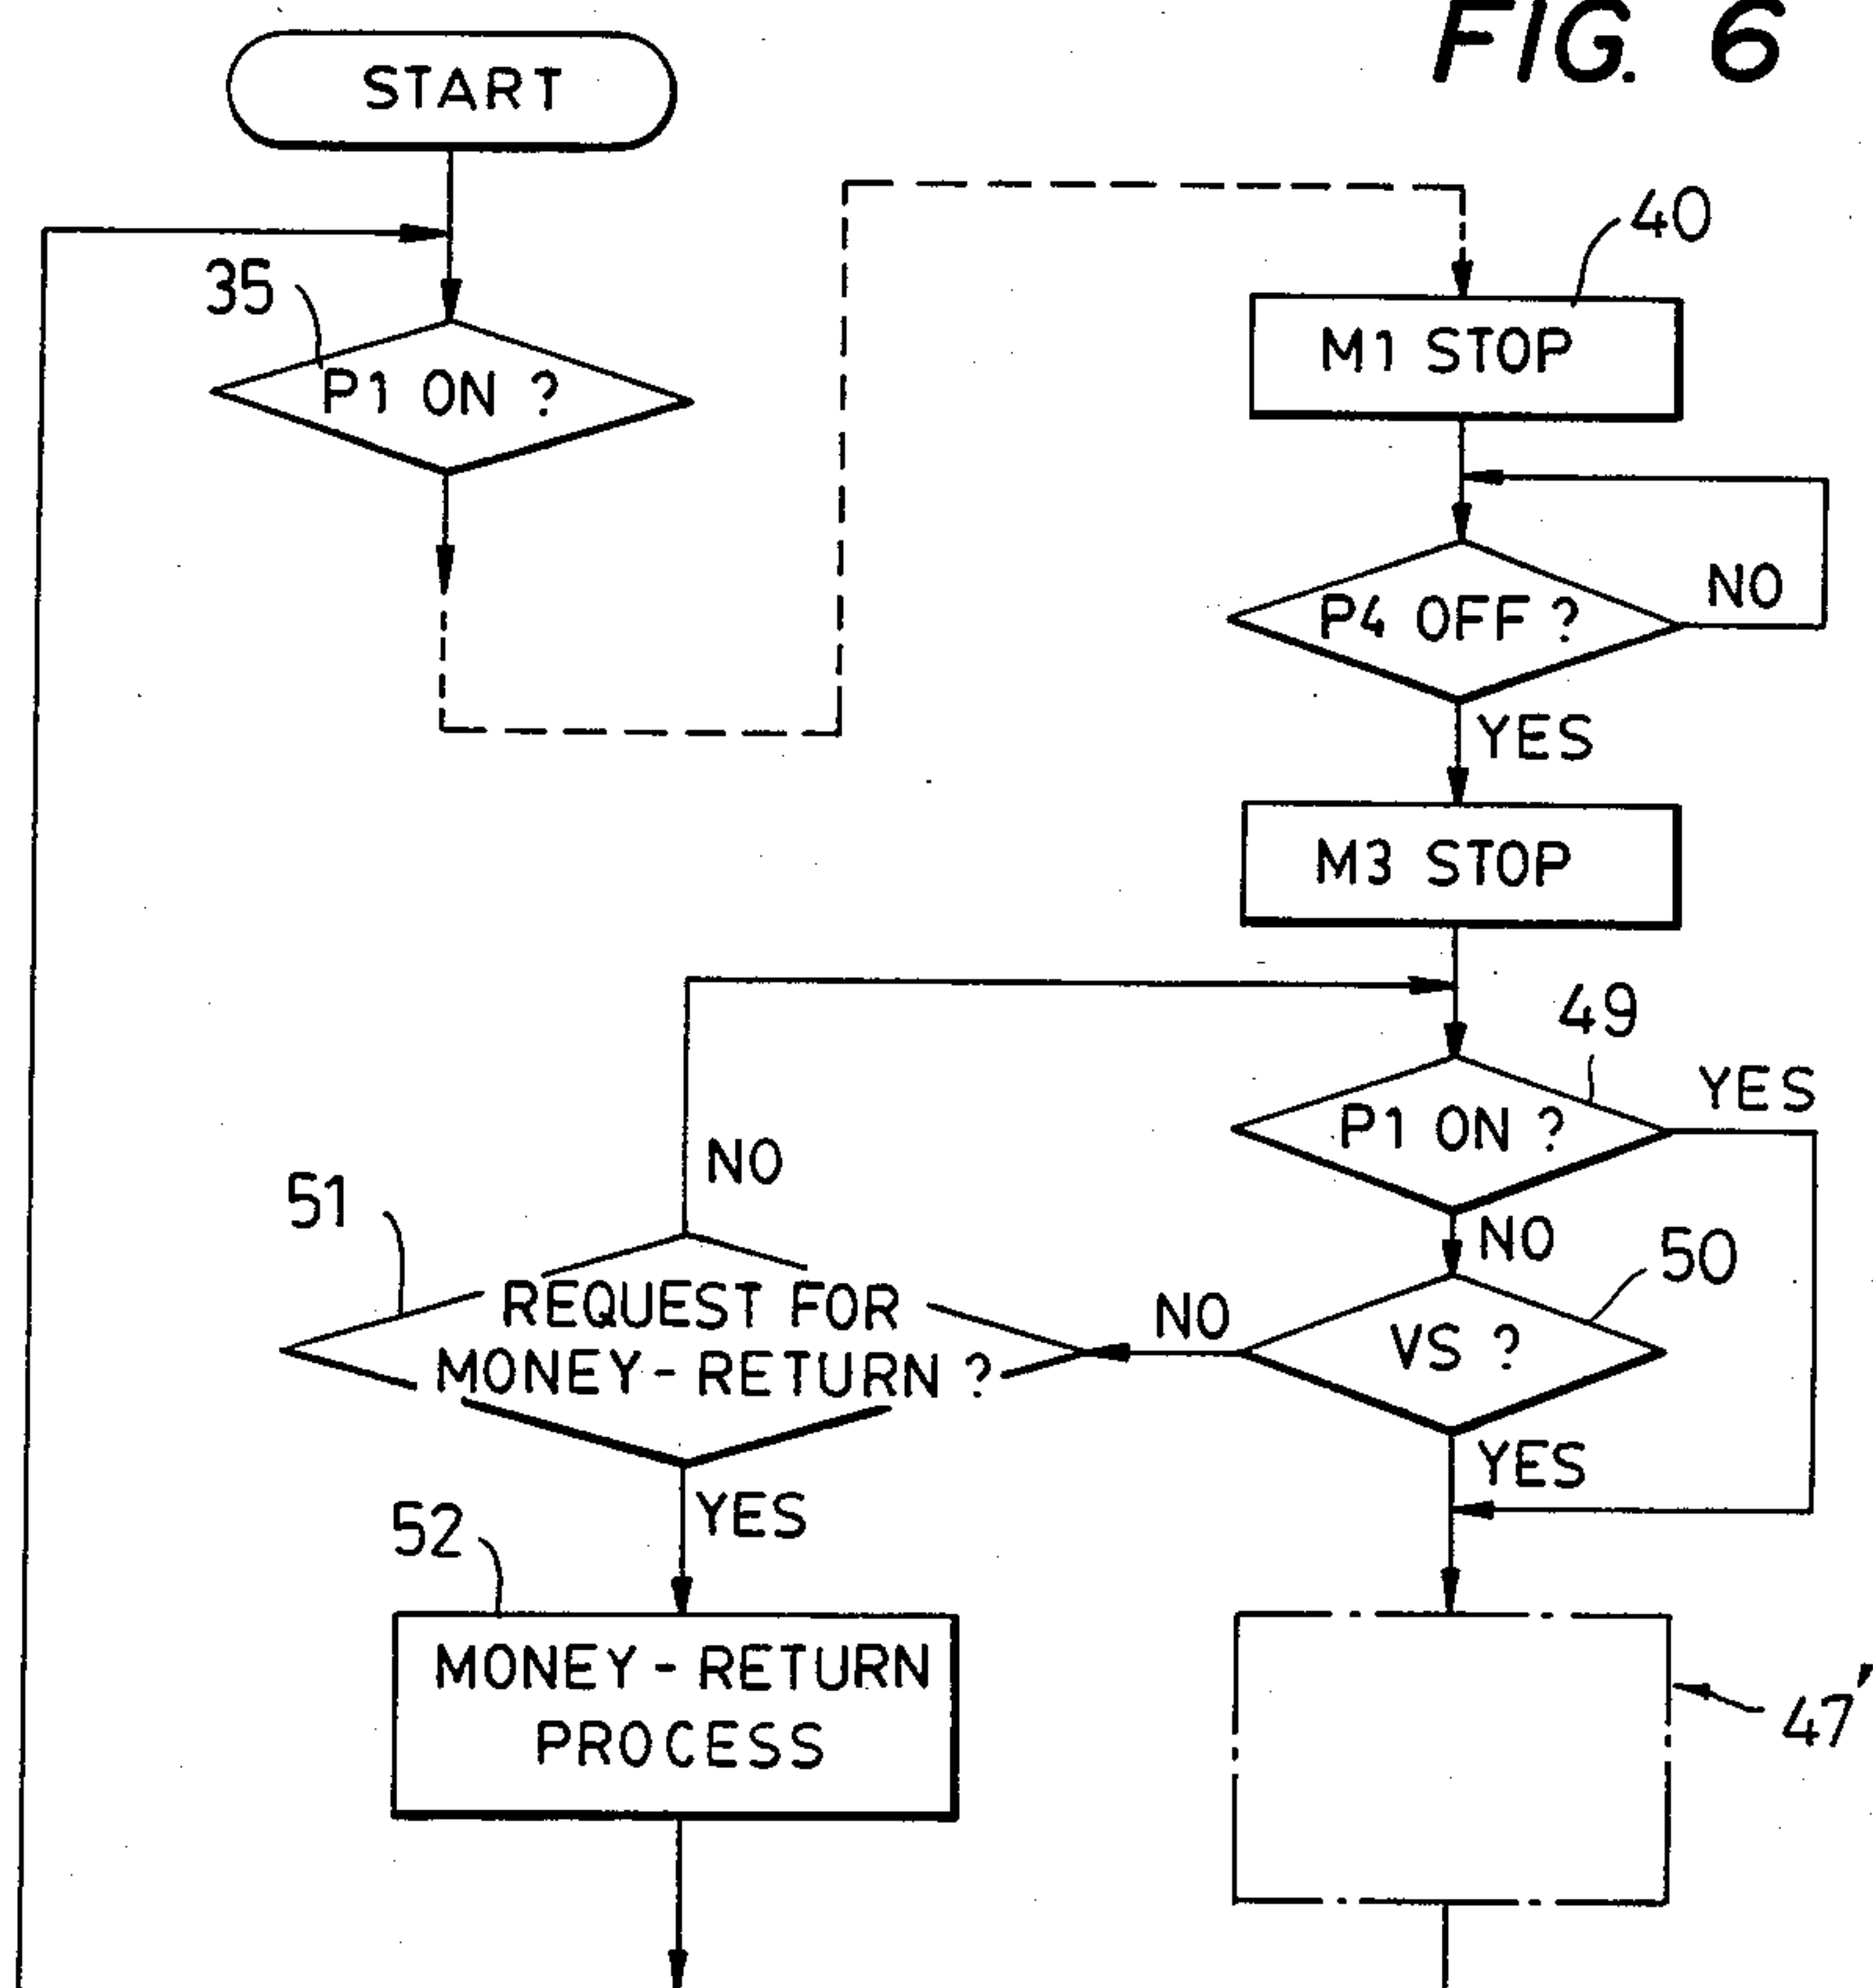 FIG. 6
START
35
P1 ON ?
40
M1 STOP
P4 OFF ?
NO
YES
M3 STOP
49
P1 ON ?
YES
NO
50
VS ?
NO
YES
51
NO
REQUEST FOR
MONEY - RETURN ?
YES
52
MONEY - RETURN
PROCESS
47'